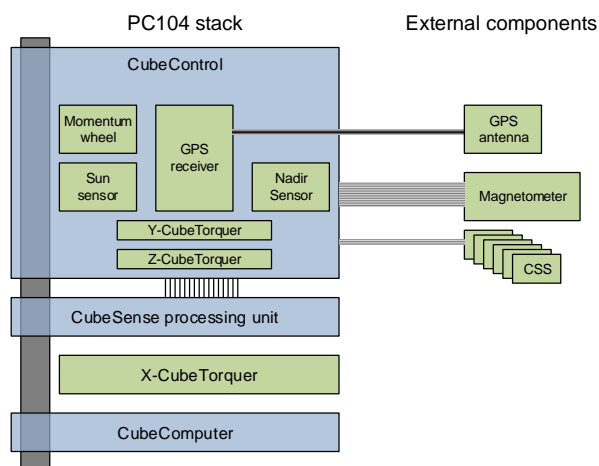 PC104 stack
External components
CubeControl
Momentum
wheel
GPS
receiver
GPS
antenna
Sun
sensor
Nadir
Sensor
Magnetometer
Y-CubeTorquer
Z-CubeTorquer
CSS
CubeSense processing unit
X-CubeTorquer
CubeComputer